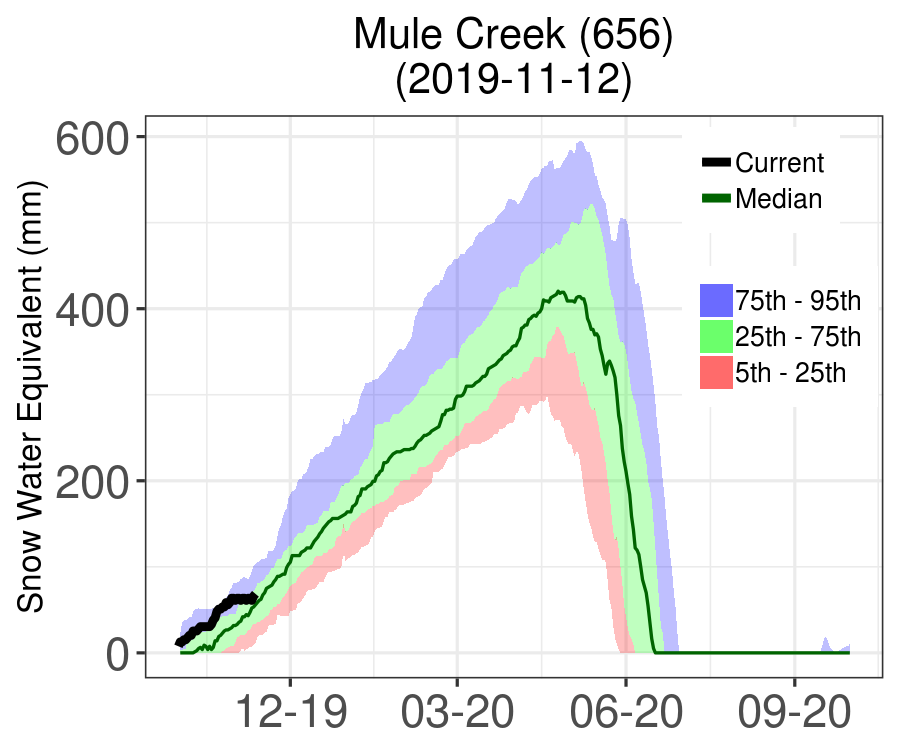 Mule Creek (656)
(2019-11-12)
Snow Water Equivalent (mm)
600
400
200
0
12-19
03-20
06-20
09-20
Current
Median
75th - 95th
25th - 75th
5th - 25th